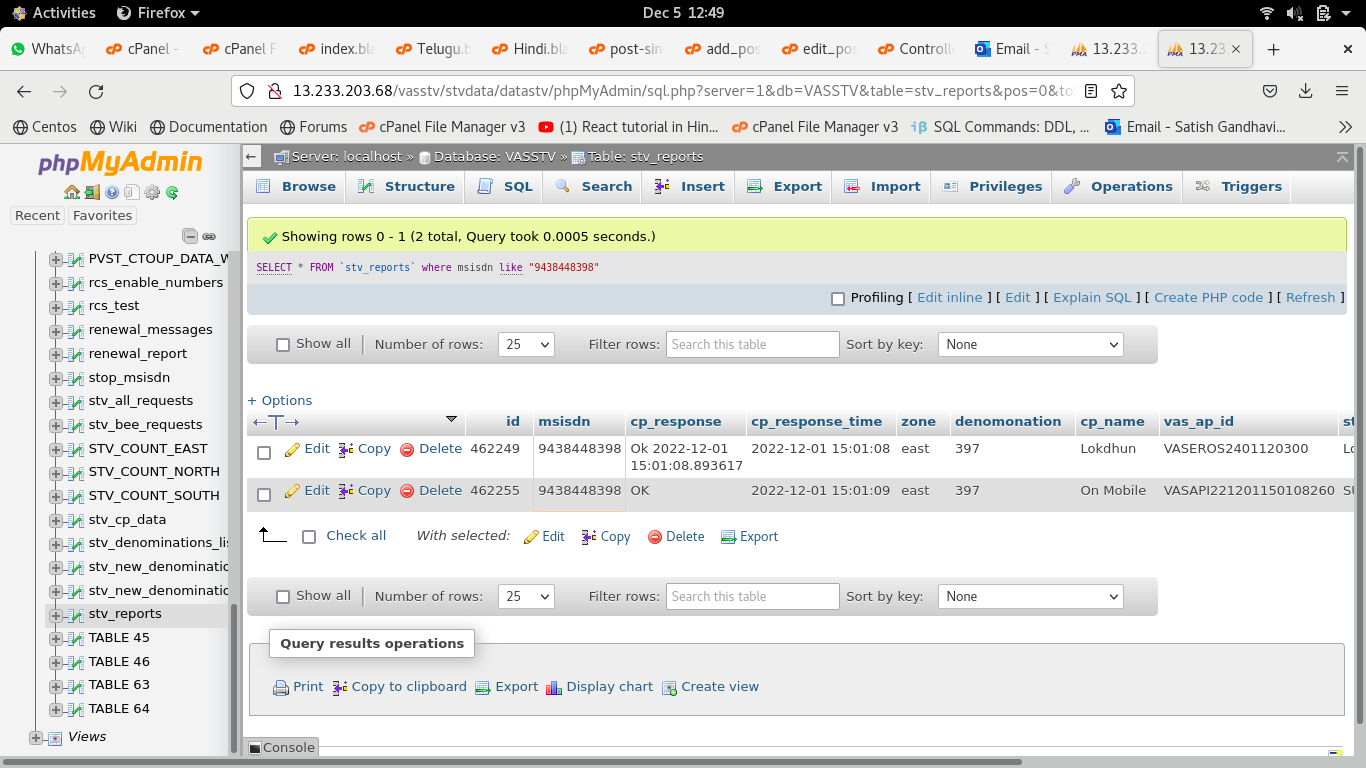 Activities Firefox Dec 5 12:49
WhatsA cPanel - cPanel F index.bla Telugu.b Hindi.bla post-sin add_pos edit_pos Controll Email - S 13.233. 13.23
13.233.203.68/vasstv/stvdata/datastv/phpMyAdmin/sql.php?server=1&db=VASSTV&table=stv_reports&pos=0&to
Centos Wiki Documentation Forums cPanel File Manager v3 (1) React tutorial in Hin... cPanel File Manager v3 SQL Commands: DDL, ... Email - Satish Gandhavi...
phpMyAdmin
Recent Favorites
PVST_CTOUP_DATA_W
rcs_enable_numbers
rcs_test
renewal_messages
renewal_report
stop_msisdn
stv_all_requests
stv_bee_requests
STV_COUNT_EAST
STV_COUNT_NORTH
STV_COUNT_SOUTH
stv_cp_data
stv_denominations_lis
stv_new_denominatio
stv_new_denominatio
stv_reports
TABLE 45
TABLE 46
TABLE 63
TABLE 64
Views
Server: localhost » Database: VASSTV » Table: stv_reports
Browse Structure SQL Search Insert Export Import Privileges Operations Triggers
Showing rows 0 - 1 (2 total, Query took 0.0005 seconds.)
SELECT * FROM `stv_reports` where msisdn like "9438448398"
Profiling [ Edit inline ] [ Edit ] [ Explain SQL ] [ Create PHP code ] [ Refresh ]
Show all Number of rows: 25 Filter rows: Search this table Sort by key: None
+ Options
id msisdn cp_response cp_response_time zone denomonation cp_name vas_ap_id st
Edit Copy Delete 462249 9438448398 Ok 2022-12-01 15:01:08.893617 2022-12-01 15:01:08 east 397 Lokdhun VASEROS2401120300 Lo
Edit Copy Delete 462255 9438448398 OK 2022-12-01 15:01:09 east 397 On Mobile VASAPI221201150108260 SU
Check all With selected: Edit Copy Delete Export
Show all Number of rows: 25 Filter rows: Search this table Sort by key: None
Query results operations
Print Copy to clipboard Export Display chart Create view
Console